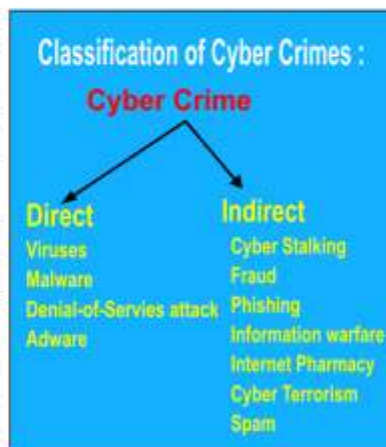 Classification of Cyber Crimes :
Cyber Crime
Direct
Viruses
Malware
Denial-of-Servies attack
Adware
Indirect
Cyber Stalking
Fraud
Phishing
Information warfare
Internet Pharmacy
Cyber Terrorism
Spam